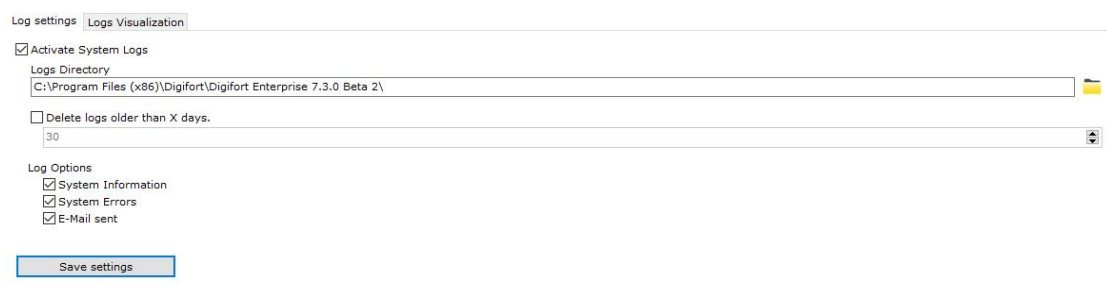 Log settings Logs Visualization
Activate System Logs
Logs Directory
C:\Program Files (x86)\Digifort\Digifort Enterprise 7.3.0 Beta 2\
Delete logs older than X days.
30
Log Options
System Information
System Errors
E-Mail sent
Save settings